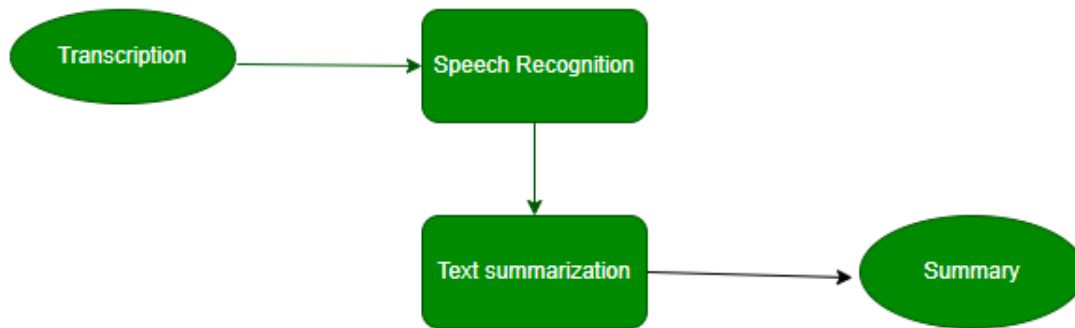 Transcription
Speech Recognition
Text summarization
Summary